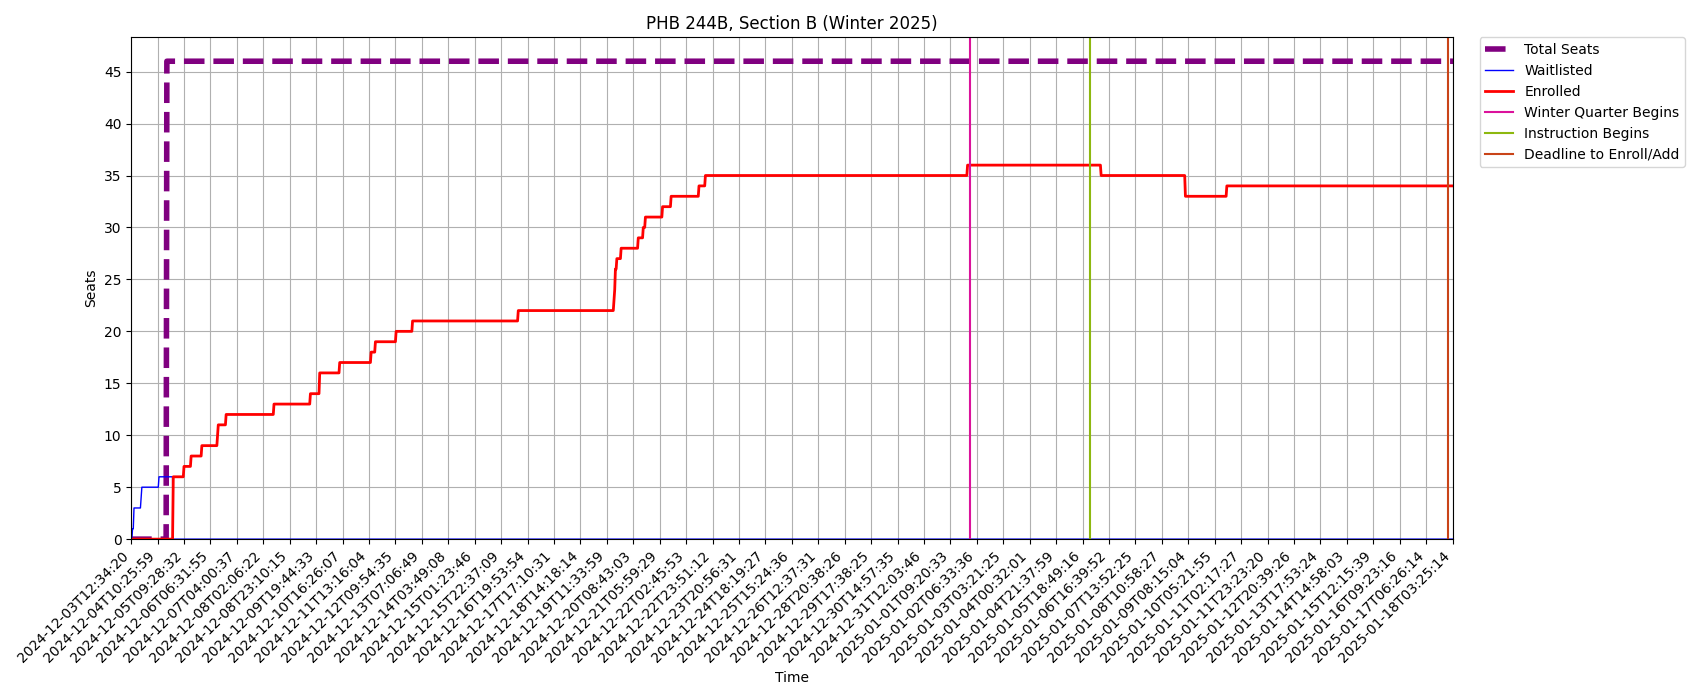 PHB 244B, Section B (Winter 2025)
Total Seats
Waitlisted
Enrolled
Winter Quarter Begins
Instruction Begins
Deadline to Enroll/Add
Seats
45
40
35
30
25
20
15
10
5
0
2024-12-03T12:34:20
2024-12-04T10:25:59
2024-12-05T09:28:32
2024-12-06T06:31:55
2024-12-07T04:00:37
2024-12-08T02:06:22
2024-12-08T23:10:15
2024-12-09T19:44:33
2024-12-10T16:26:07
2024-12-11T13:16:04
2024-12-12T09:54:35
2024-12-13T07:06:49
2024-12-14T03:49:08
2024-12-15T01:23:46
2024-12-15T22:37:09
2024-12-16T19:53:54
2024-12-17T17:10:31
2024-12-18T14:18:14
2024-12-19T11:33:59
2024-12-20T08:43:03
2024-12-21T05:59:29
2024-12-22T02:45:53
2024-12-22T23:51:12
2024-12-23T20:56:31
2024-12-24T18:19:27
2024-12-25T15:24:36
2024-12-26T12:37:31
2024-12-28T20:38:26
2024-12-29T17:38:25
2024-12-30T14:57:35
2024-12-31T12:03:46
2025-01-01T09:20:33
2025-01-02T06:33:36
2025-01-03T03:21:25
2025-01-04T00:32:01
2025-01-04T21:37:59
2025-01-05T18:49:16
2025-01-06T16:39:52
2025-01-07T13:52:25
2025-01-08T10:58:27
2025-01-09T08:15:04
2025-01-10T05:21:55
2025-01-11T02:17:27
2025-01-11T23:23:20
2025-01-12T20:39:26
2025-01-13T17:53:24
2025-01-14T14:58:03
2025-01-15T12:15:39
2025-01-16T09:23:16
2025-01-17T06:26:14
2025-01-18T03:25:14
Time